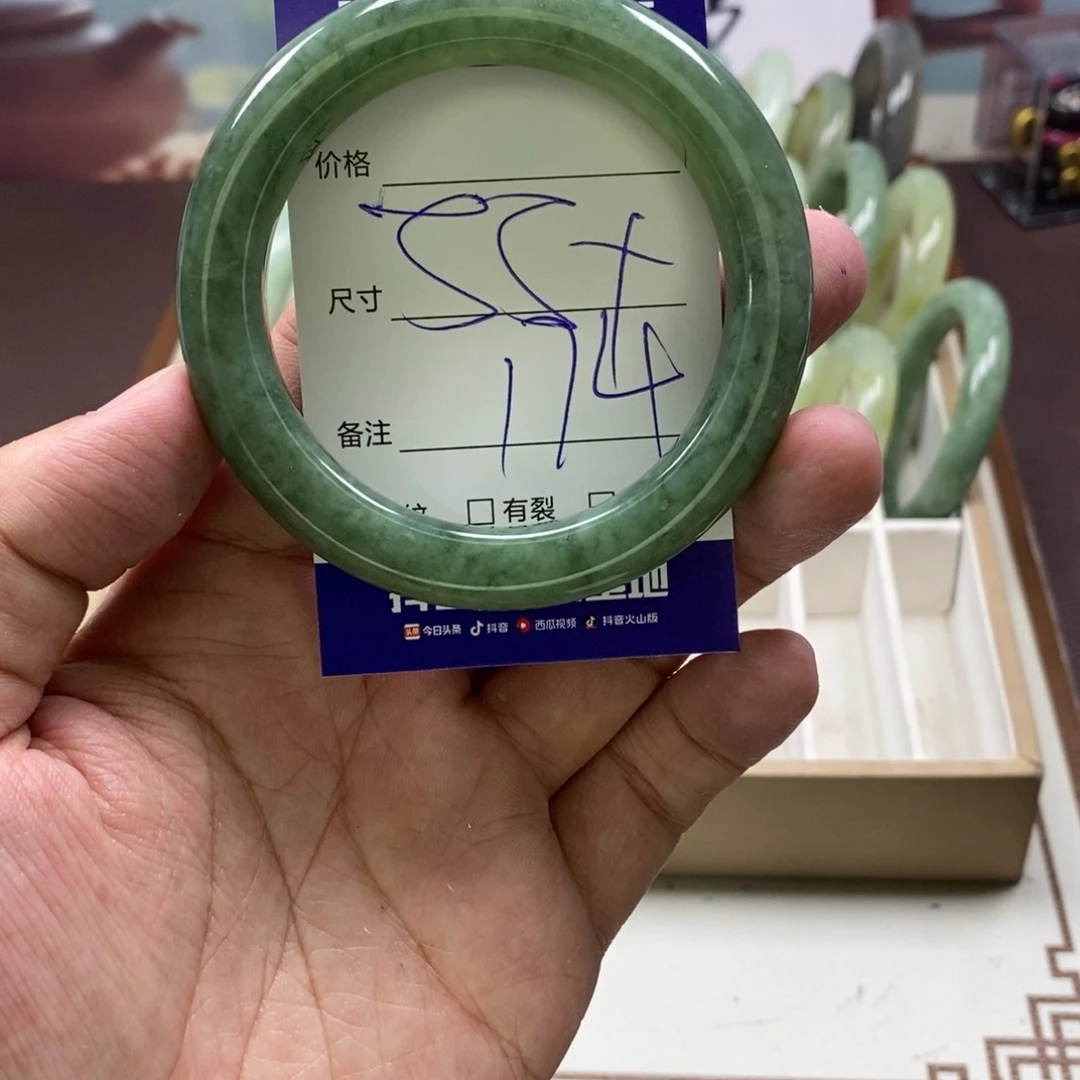 价格
55+
尺寸
174
备注
□有裂 □
今日头条 抖音 西瓜视频 抖音火山版